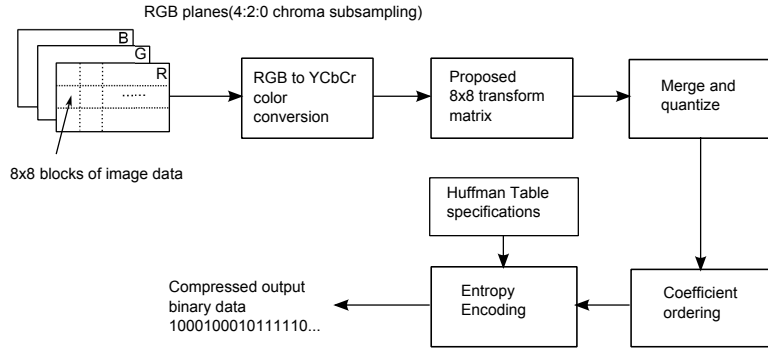 RGB planes(4:2:0 chroma subsampling)
B
G
R
......
8x8 blocks of image data
RGB to YCbCr
color
conversion
Proposed
8x8 transform
matrix
Merge and
quantize
Huffman Table
specifications
Coefficient
ordering
Entropy
Encoding
Compressed output
binary data
1000100010111110...